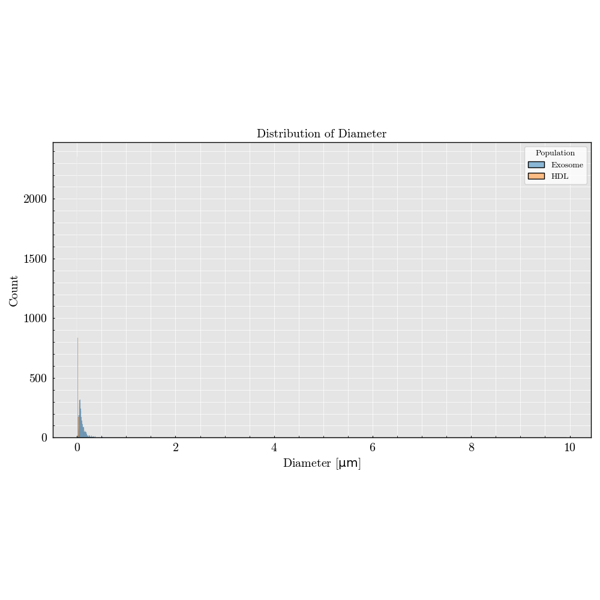 Distribution of Diameter
Population
Exosome
HDL
2000
1500
1000
500
0
Count
0 2 4 6 8 10
Diameter [μm]